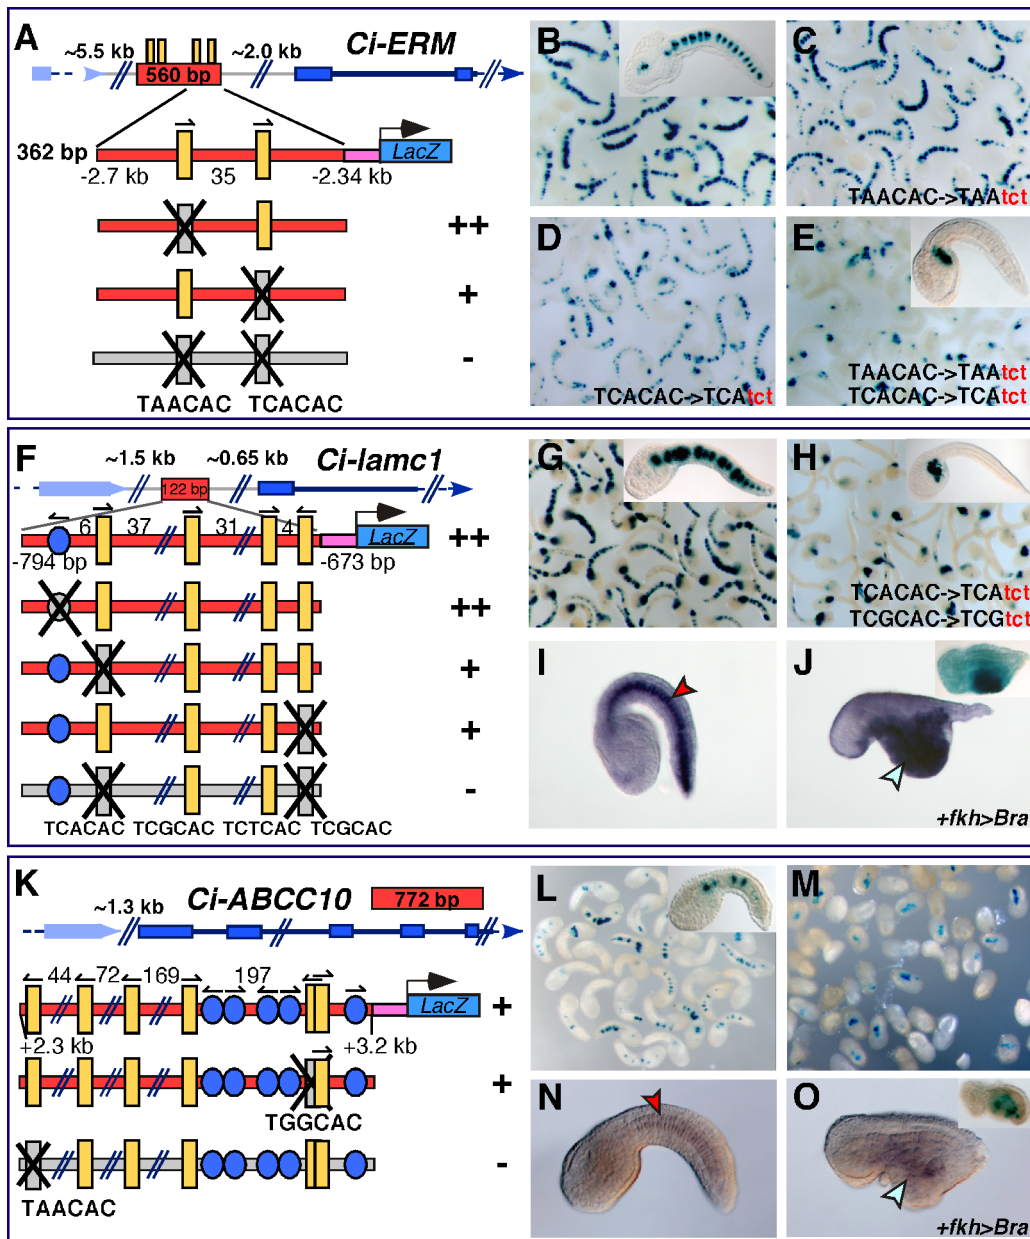 A
~5.5 kb
~2.0 kb
Ci-ERM
560 bp
362 bp
LacZ
-2.7 kb
35
-2.34 kb
++
+
-
TAACAC TCACAC
B
C
TAACAC->TAAtct
D
TCACAC->TCAtct
E
TAACAC->TAAtct
TCACAC->TCAtct
F
~1.5 kb
~0.65 kb
Ci-lamc1
122 bp
6
37
31
4
LacZ
++
-794 bp
-673 bp
++
+
+
-
TCACAC TCGCAC TCTCAC TCGCAC
G
H
TCACAC->TCAtct
TCGCAC->TCGtct
I
J
+fkh>Bra
K
~1.3 kb
Ci-ABCC10
772 bp
44
72
169
197
LacZ
+
+2.3 kb
+3.2 kb
+
TGGCAC
-
TAACAC
L
M
N
O
+fkh>Bra